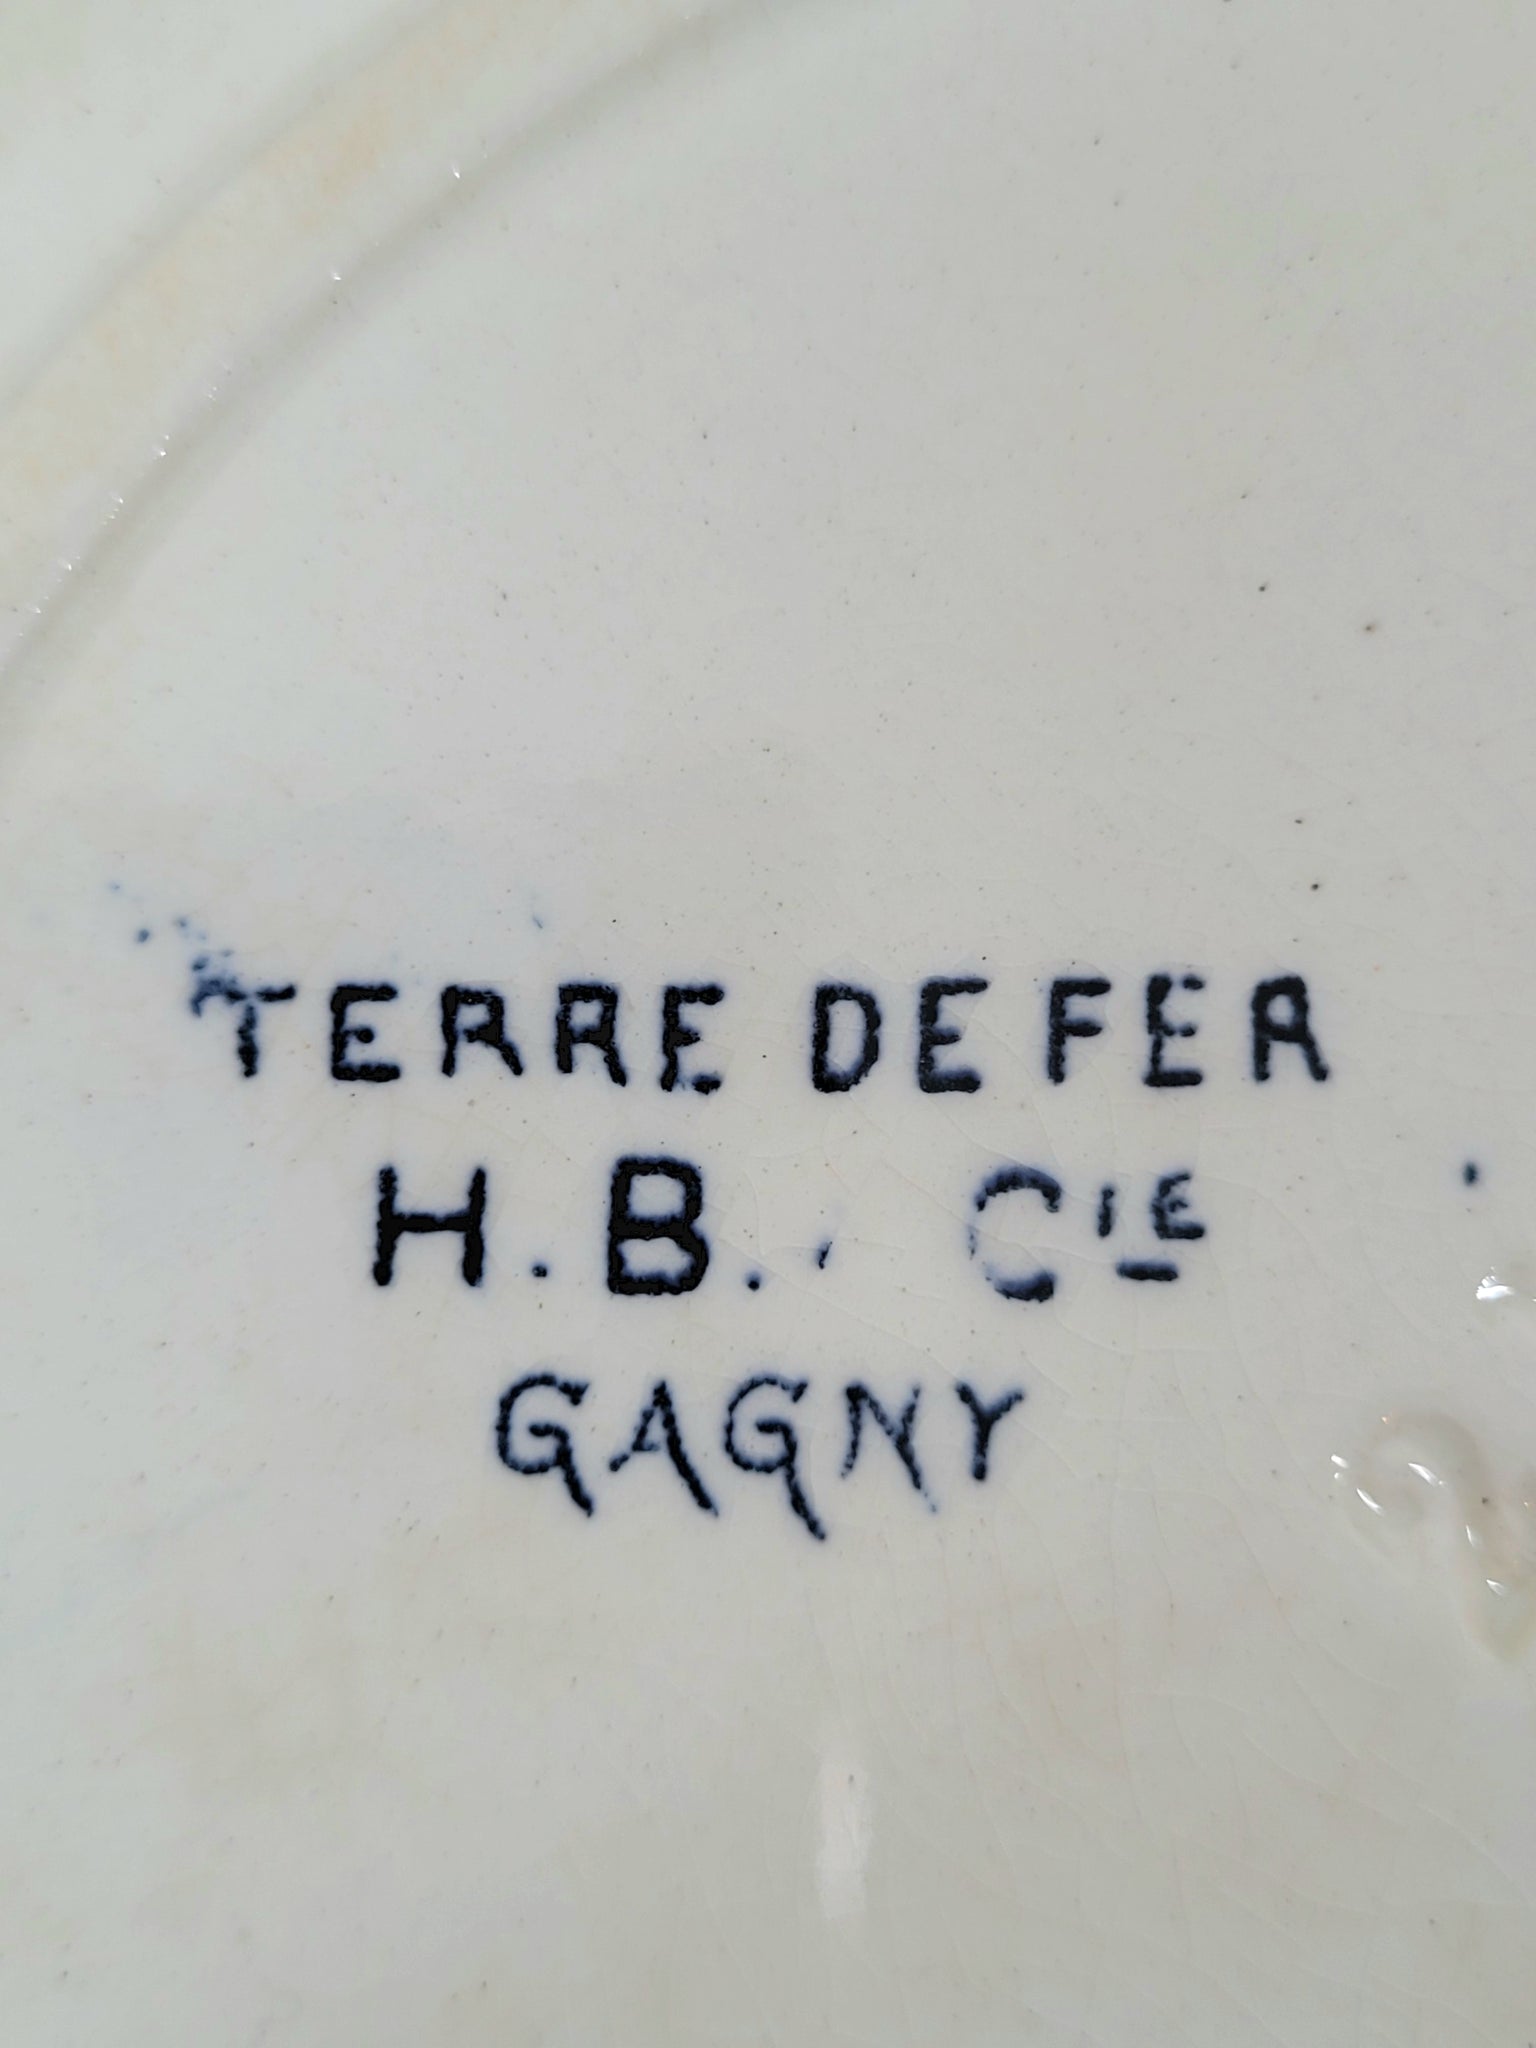 TERRE DE FER
H.B. Cie
GAGNY